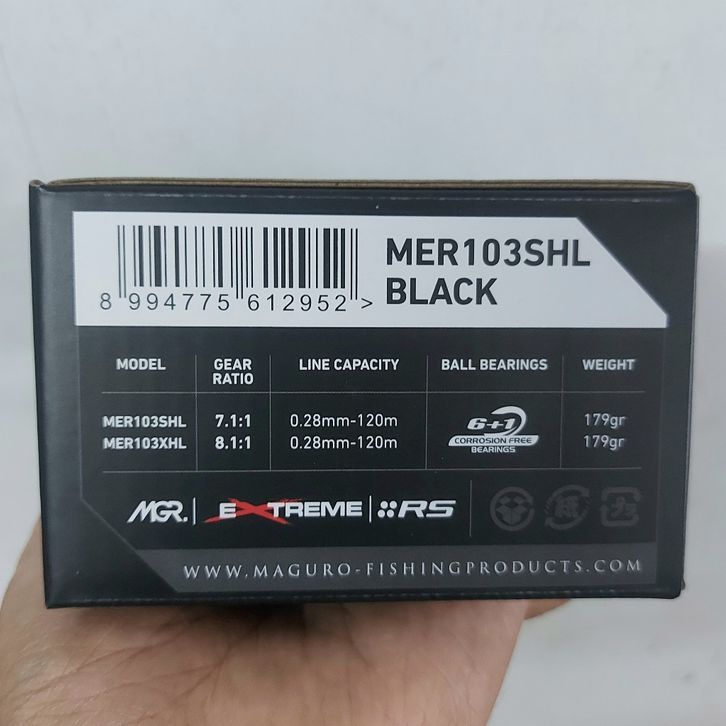 MER103SHL
BLACK
8 994775 612952 >
MODEL GEAR RATIO LINE CAPACITY BALL BEARINGS WEIGHT
MER103SHL 7.1:1 0.28mm-120m 6+1 CORROSION FREE BEARINGS 179gr
MER103XHL 8.1:1 0.28mm-120m 179gr
MGR. EXTREME RS
WWW.MAGURO-FISHINGPRODUCTS.COM